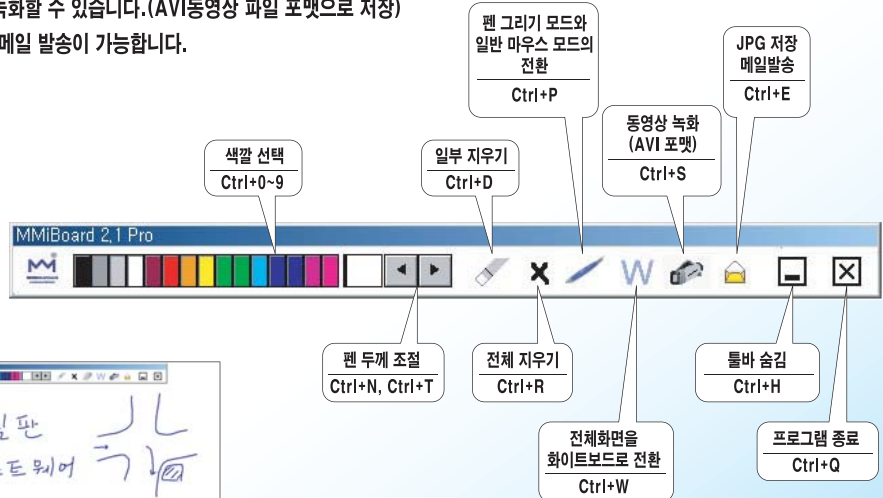 녹화할 수 있습니다.(AVI동영상 파일 포맷으로 저장)
메일 발송이 가능합니다.
펜 그리기 모드와
일반 마우스 모드의
전환
Ctrl+P
JPG 저장
메일발송
Ctrl+E
동영상 녹화
(AVI 포맷)
Ctrl+S
색깔 선택
Ctrl+0~9
일부 지우기
Ctrl+D
MMiBoard 2,1 Pro
W
펜 두께 조절
Ctrl+N, Ctrl+T
전체 지우기
Ctrl+R
툴바 숨김
Ctrl+H
전체화면을
화이트보드로 전환
Ctrl+W
프로그램 종료
Ctrl+Q
판
트웨어